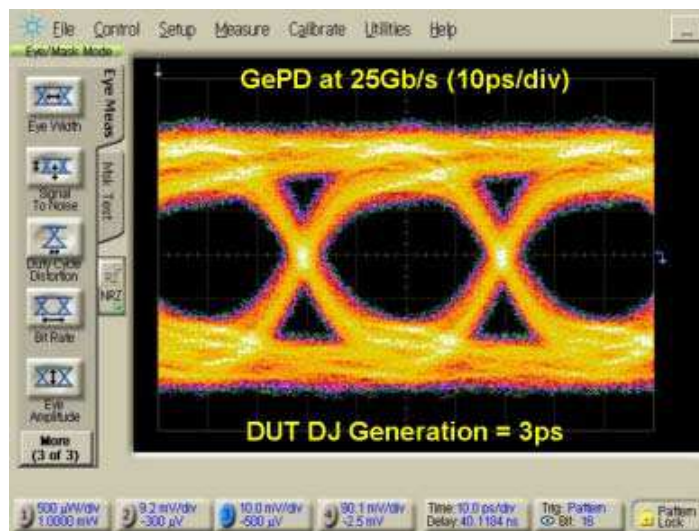 File Control Setup Measure Calibrate Utilities Help
Eye/Mask Mode
GePD at 25Gb/s (10ps/div)
Eye Meas
Eye Width
Mask Test
Signal
To Noise
Duty Cycle
Distortion
NRZ
Bit Rate
Eye
Amplitude
More
(3 of 3)
DUT DJ Generation = 3ps
1 500 µW/div
1.0000 mW
2 9.2 mV/div
-300 µV
3 10.0 mV/div
-500 µV
4 90.1 mV/div
-2.5 mV
Time: 10.0 ps/div
Delay: 40.1184 ns
Trig: Pattern
Bit: 18
Pattern
Lock